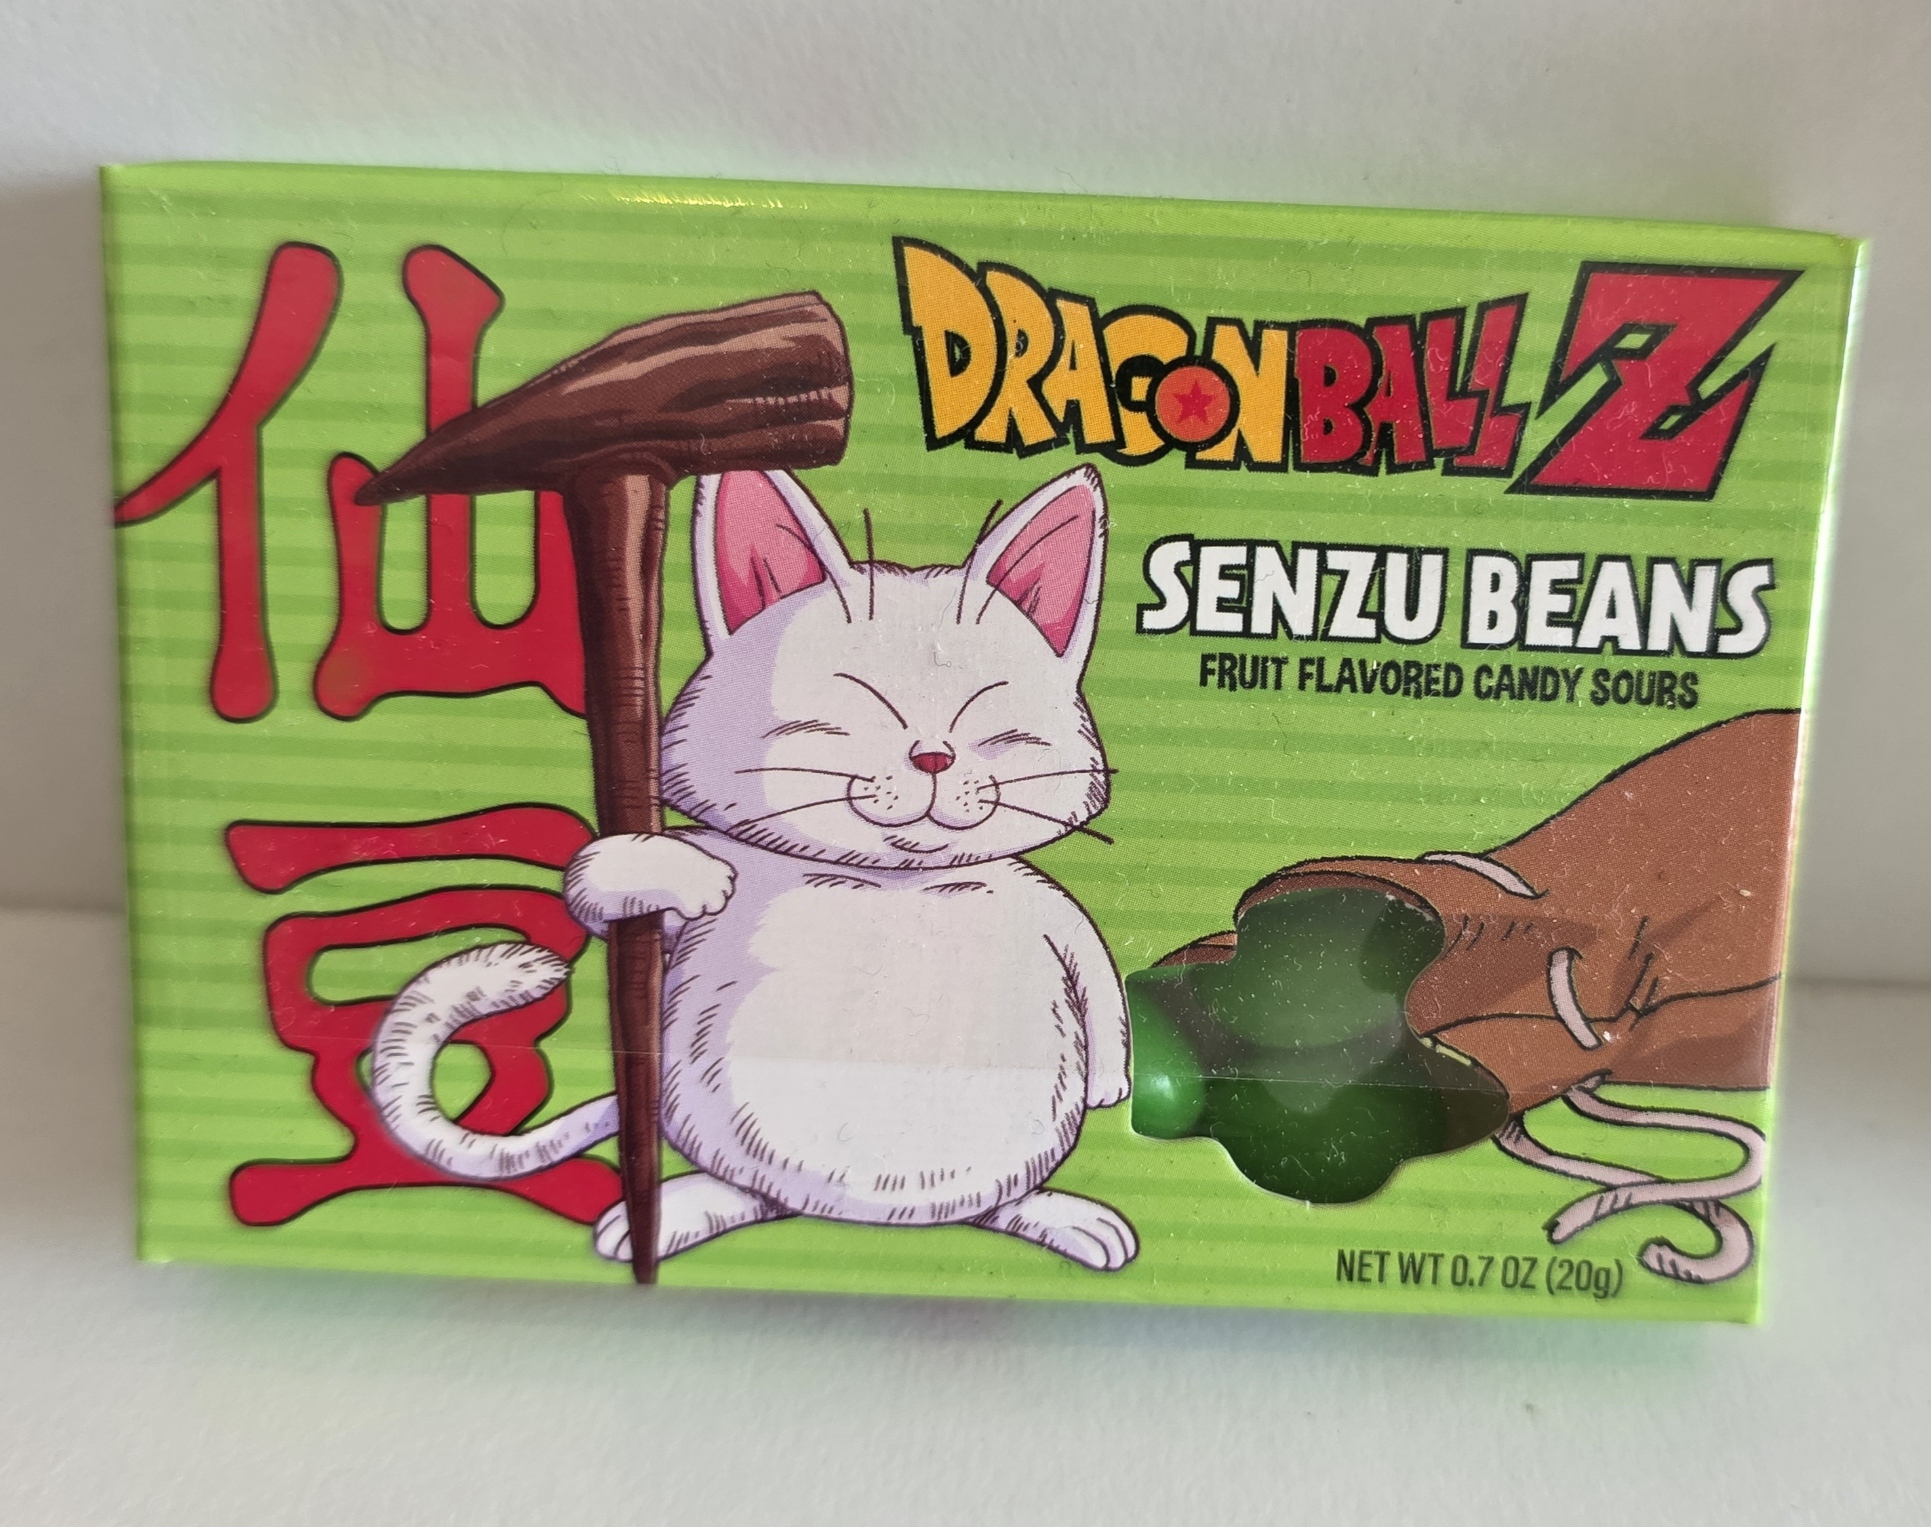 仙豆
DRAGONBALL Z
SENZU BEANS
FRUIT FLAVORED CANDY SOURS
NET WT 0.7 OZ (20g)